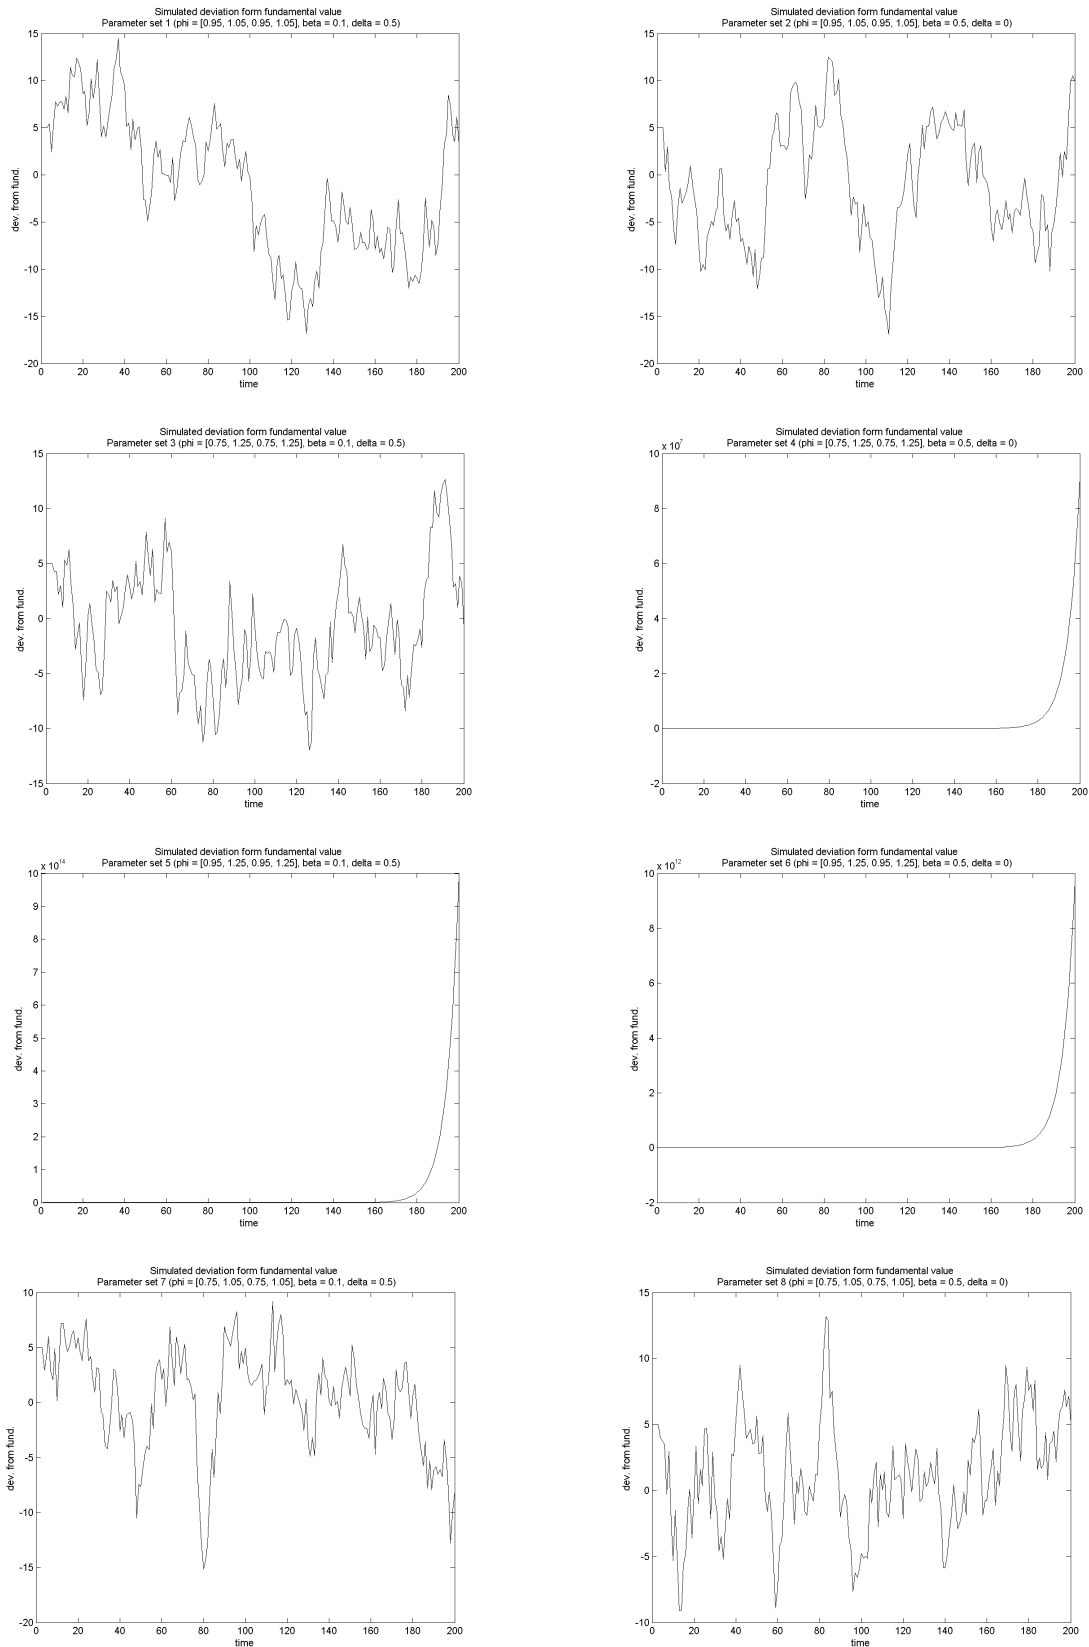 Simulated deviation form fundamental value
Parameter set 1 (phi = [0.95, 1.05, 0.95, 1.05], beta = 0.1, delta = 0.5)
15
10
5
0
-5
-10
-15
-20
dev. from fund.
0 20 40 60 80 100 120 140 160 180 200
time
Simulated deviation form fundamental value
Parameter set 2 (phi = [0.95, 1.05, 0.95, 1.05], beta = 0.5, delta = 0)
15
10
5
0
-5
-10
-15
-20
dev. from fund.
0 20 40 60 80 100 120 140 160 180 200
time
Simulated deviation form fundamental value
Parameter set 3 (phi = [0.75, 1.25, 0.75, 1.25], beta = 0.1, delta = 0.5)
15
10
5
0
-5
-10
-15
dev. from fund.
0 20 40 60 80 100 120 140 160 180 200
time
Simulated deviation form fundamental value
Parameter set 4 (phi = [0.75, 1.25, 0.75, 1.25], beta = 0.5, delta = 0)
x 10^7
10
8
6
4
2
0
-2
dev. from fund.
0 20 40 60 80 100 120 140 160 180 200
time
Simulated deviation form fundamental value
Parameter set 5 (phi = [0.95, 1.25, 0.95, 1.25], beta = 0.1, delta = 0.5)
x 10^14
10
9
8
7
6
5
4
3
2
1
0
dev. from fund.
0 20 40 60 80 100 120 140 160 180 200
time
Simulated deviation form fundamental value
Parameter set 6 (phi = [0.95, 1.25, 0.95, 1.25], beta = 0.5, delta = 0)
x 10^12
10
8
6
4
2
0
-2
dev. from fund.
0 20 40 60 80 100 120 140 160 180 200
time
Simulated deviation form fundamental value
Parameter set 7 (phi = [0.75, 1.05, 0.75, 1.05], beta = 0.1, delta = 0.5)
10
5
0
-5
-10
-15
-20
dev. from fund.
0 20 40 60 80 100 120 140 160 180 200
time
Simulated deviation form fundamental value
Parameter set 8 (phi = [0.75, 1.05, 0.75, 1.05], beta = 0.5, delta = 0)
15
10
5
0
-5
-10
dev. from fund.
0 20 40 60 80 100 120 140 160 180 200
time